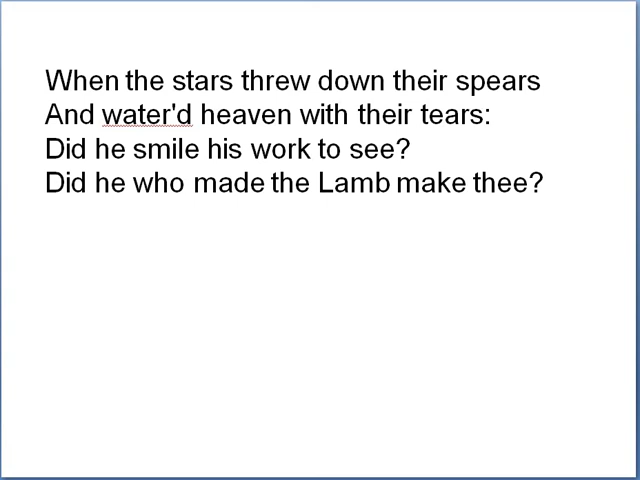 When the stars threw down their spears
And water'd heaven with their tears:
Did he smile his work to see?
Did he who made the Lamb make thee?